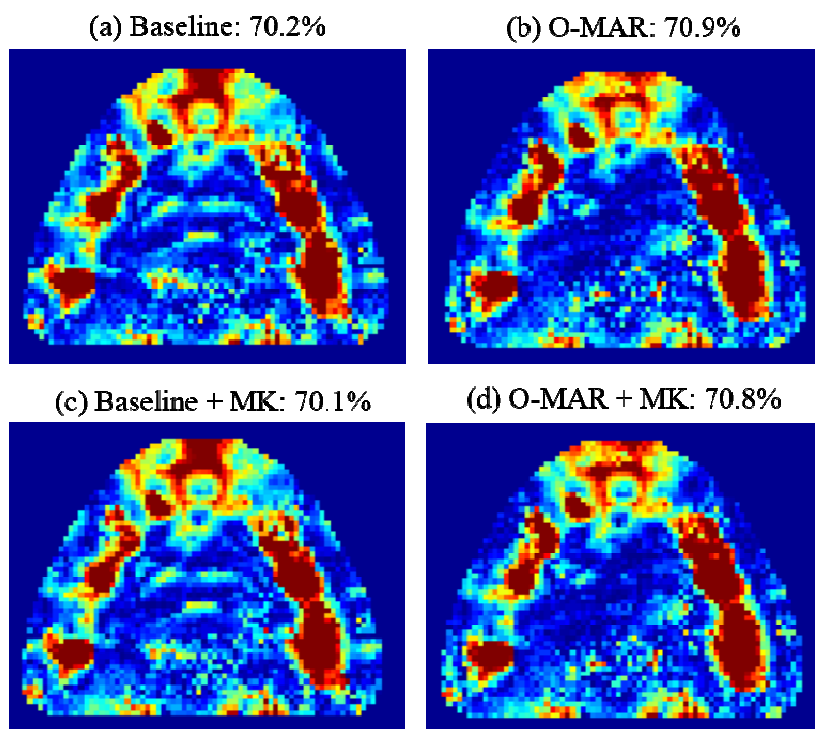 (a) Baseline: 70.2%
(b) O-MAR: 70.9%
(c) Baseline + MK: 70.1%
(d) O-MAR + MK: 70.8%